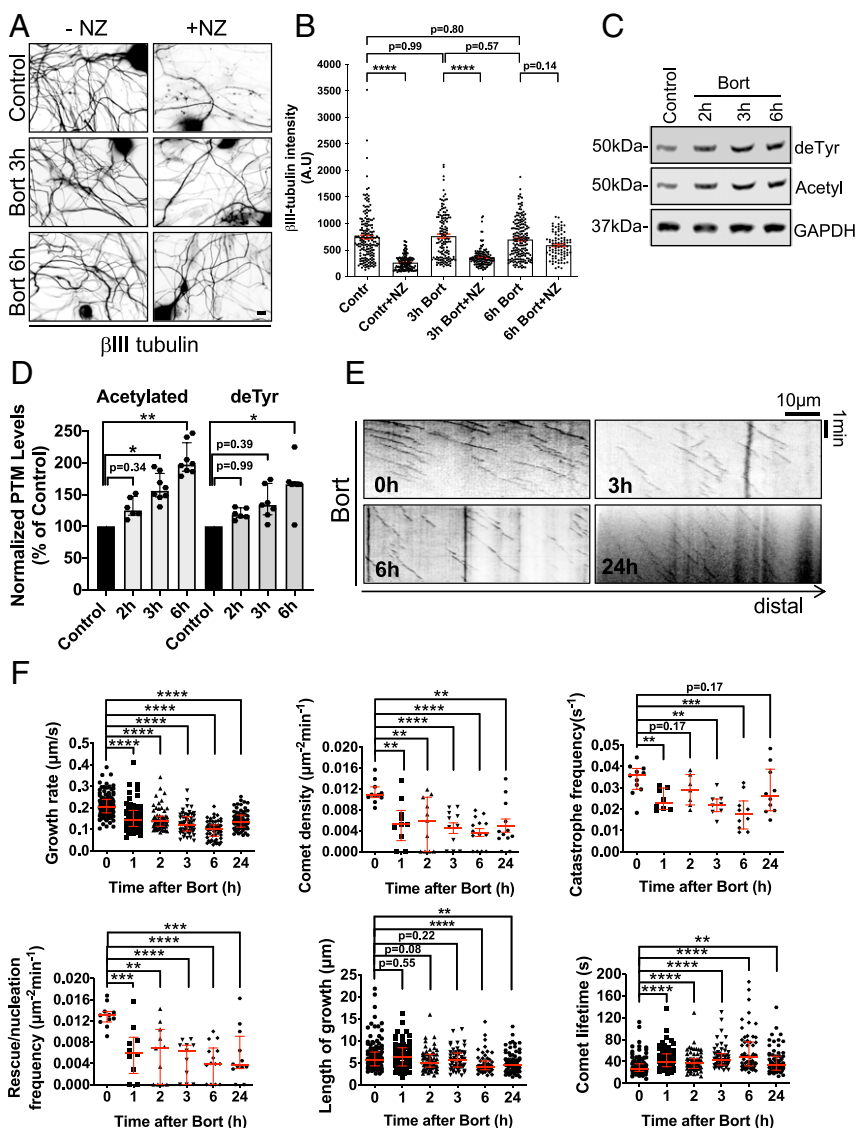 A
- NZ
+NZ
Control
Bort 3h
Bort 6h
βIII tubulin
B
p=0.80
p=0.99
p=0.57
****
****
p=0.14
βIII-tubulin intensity
(A.U)
4000
3500
3000
2500
2000
1500
1000
500
0
Contr
Contr+NZ
3h Bort
3h Bort+NZ
6h Bort
6h Bort+NZ
C
Control
Bort
2h
3h
6h
50kDa-
deTyr
50kDa-
Acetyl
37kDa-
GAPDH
D
Acetylated
deTyr
**
*
*
p=0.34
p=0.39
p=0.99
Normalized PTM Levels
(% of Control)
250
200
150
100
50
0
Control
2h
3h
6h
Control
2h
3h
6h
E
10µm
1min
Bort
0h
3h
6h
24h
distal
F
****
****
****
****
****
Growth rate (µm/s)
0.5
0.4
0.3
0.2
0.1
0
0 1 2 3 6 24
Time after Bort (h)
**
****
****
**
**
Comet density (µm⁻²min⁻¹)
0.016
0.012
0.008
0.004
0.000
0 1 2 3 6 24
Time after Bort (h)
p=0.17
***
**
p=0.17
**
Catastrophe frequency(s⁻¹)
0.05
0.04
0.03
0.02
0.01
0.00
0 1 2 3 6 24
Time after Bort (h)
***
****
****
**
***
Rescue/nucleation
frequency (µm⁻²min⁻¹)
0.016
0.012
0.008
0.004
0.000
0 1 2 3 6 24
Time after Bort (h)
**
****
p=0.22
p=0.08
p=0.55
Length of growth (µm)
25
20
15
10
5
0
0 1 2 3 6 24
Time after Bort (h)
**
****
****
****
****
Comet lifetime (s)
200
160
120
80
40
0
0 1 2 3 6 24
Time after Bort (h)